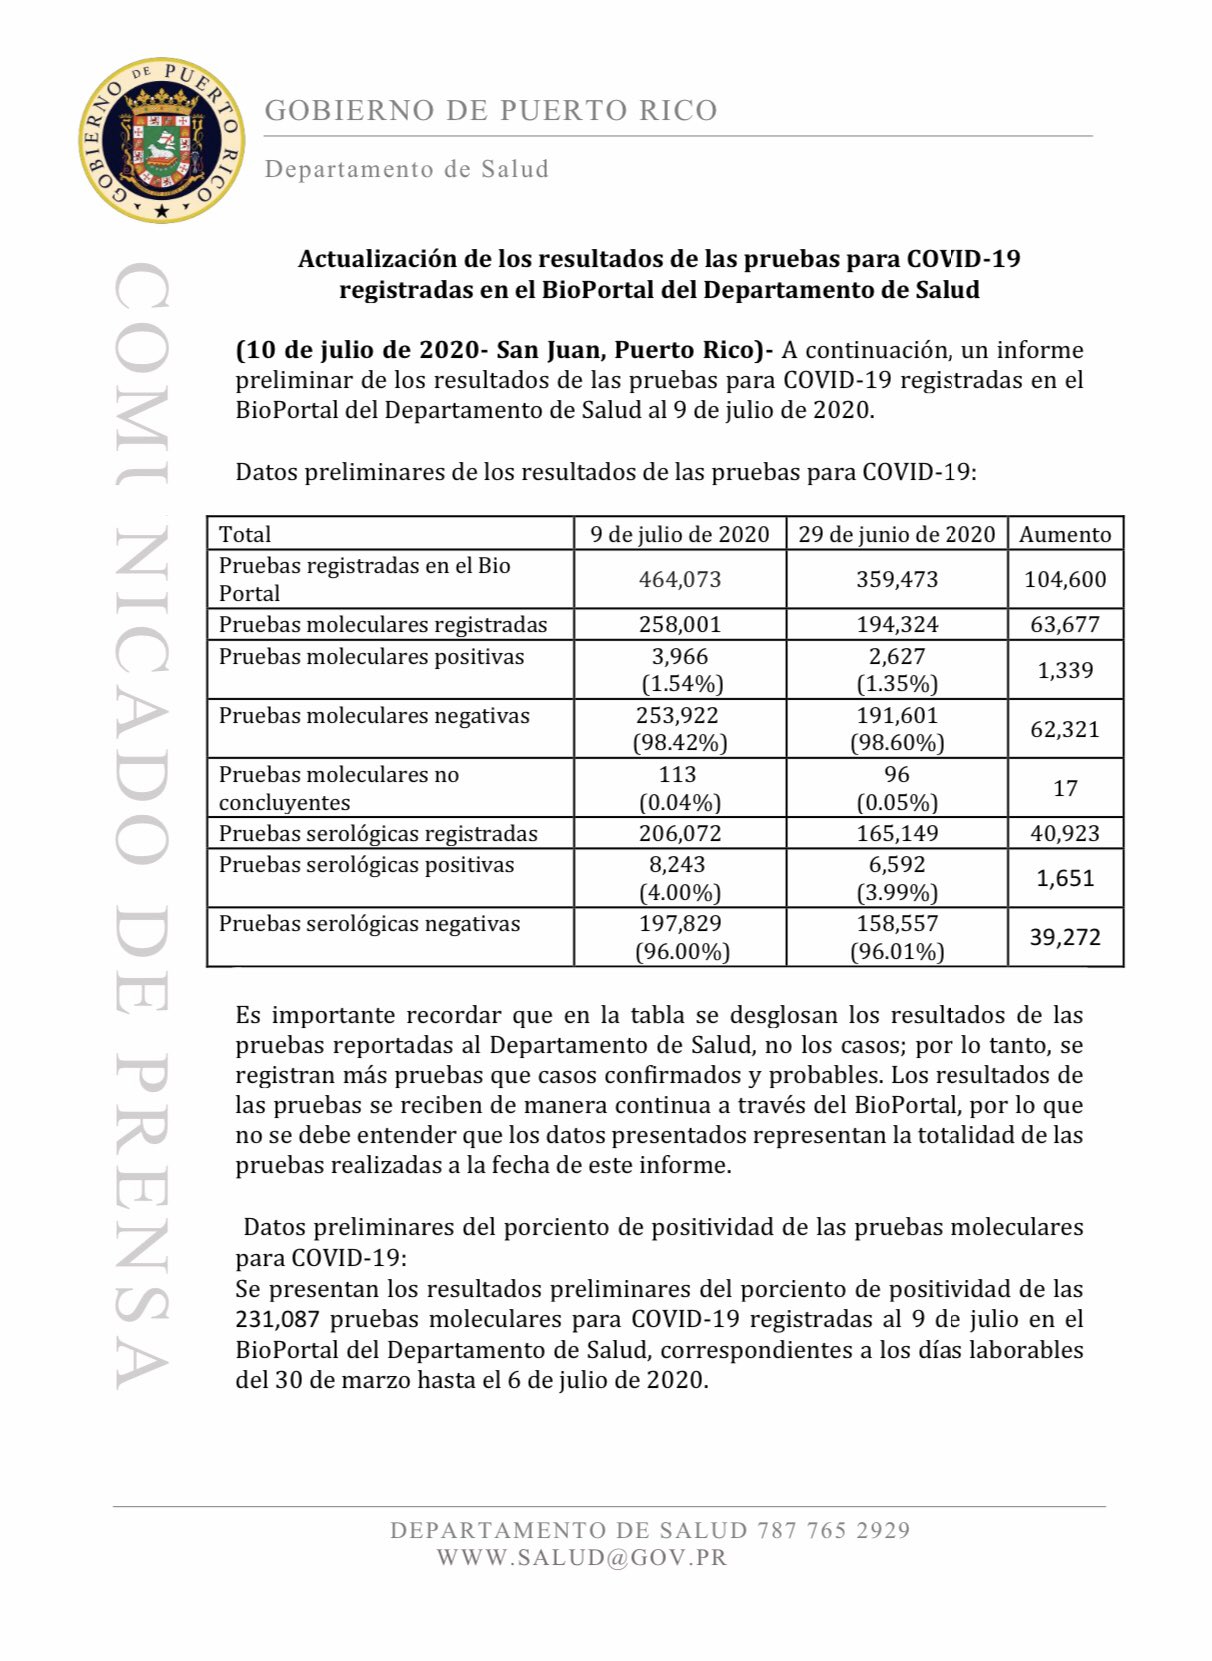 GOBIERNO DE PUERTO RICO
GOBIERNO DE PUERTO RICO
Departamento de Salud
COMUNICADO DE PRENSA
Actualización de los resultados de las pruebas para COVID-19
registradas en el BioPortal del Departamento de Salud
(10 de julio de 2020- San Juan, Puerto Rico)- A continuación, un informe
preliminar de los resultados de las pruebas para COVID-19 registradas en el
BioPortal del Departamento de Salud al 9 de julio de 2020.
Datos preliminares de los resultados de las pruebas para COVID-19:
Total 9 de julio de 2020 29 de junio de 2020 Aumento
Pruebas registradas en el Bio
Portal 464,073 359,473 104,600
Pruebas moleculares registradas 258,001 194,324 63,677
Pruebas moleculares positivas 3,966 2,627 1,339
(1.54%) (1.35%)
Pruebas moleculares negativas 253,922 191,601 62,321
(98.42%) (98.60%)
Pruebas moleculares no 113 96 17
concluyentes (0.04%) (0.05%)
Pruebas serológicas registradas 206,072 165,149 40,923
Pruebas serológicas positivas 8,243 6,592 1,651
(4.00%) (3.99%)
Pruebas serológicas negativas 197,829 158,557 39,272
(96.00%) (96.01%)
Es importante recordar que en la tabla se desglosan los resultados de las
pruebas reportadas al Departamento de Salud, no los casos; por lo tanto, se
registran más pruebas que casos confirmados y probables. Los resultados de
las pruebas se reciben de manera continua a través del BioPortal, por lo que
no se debe entender que los datos presentados representan la totalidad de las
pruebas realizadas a la fecha de este informe.
Datos preliminares del porciento de positividad de las pruebas moleculares
para COVID-19:
Se presentan los resultados preliminares del porciento de positividad de las
231,087 pruebas moleculares para COVID-19 registradas al 9 de julio en el
BioPortal del Departamento de Salud, correspondientes a los días laborables
del 30 de marzo hasta el 6 de julio de 2020.
DEPARTAMENTO DE SALUD 787 765 2929
WWW.SALUD@GOV.PR